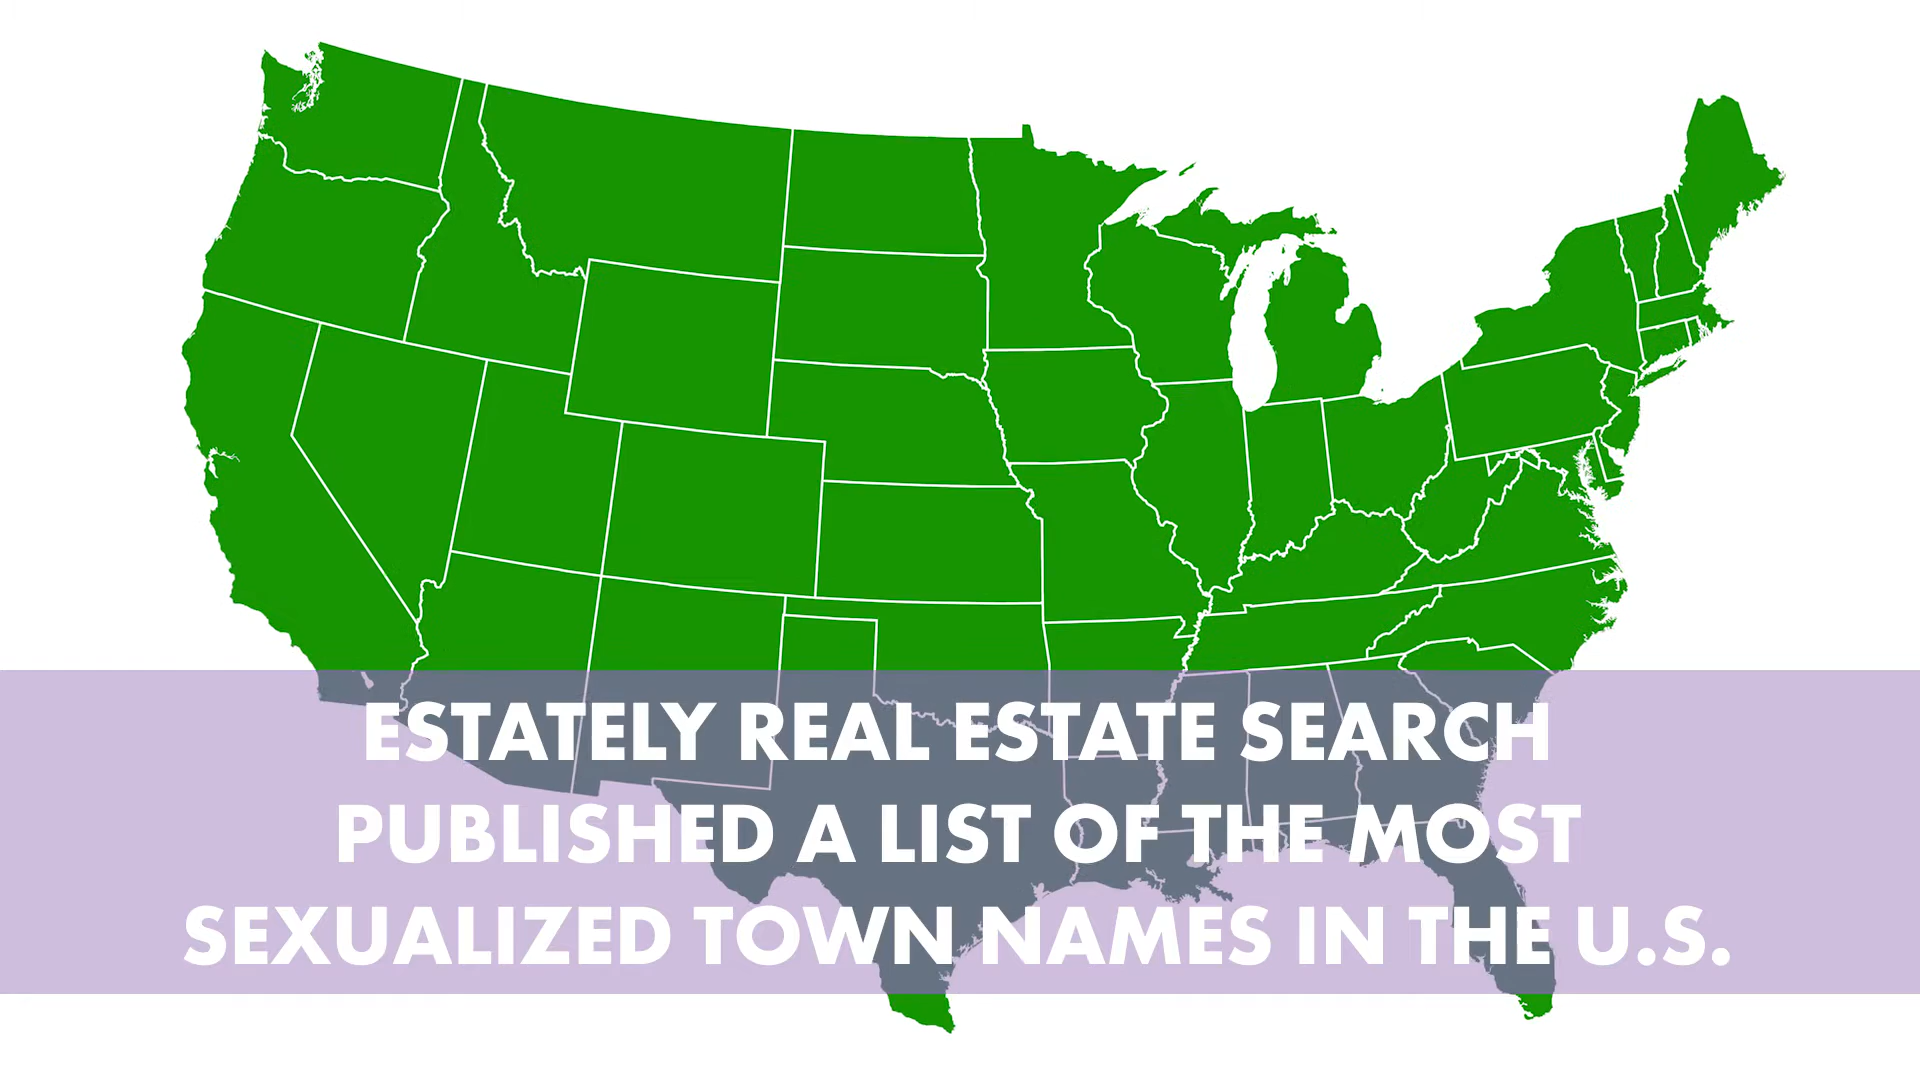 ESTATELY REAL ESTATE SEARCH
PUBLISHED A LIST OF THE MOST
SEXUALIZED TOWN NAMES IN THE U.S.